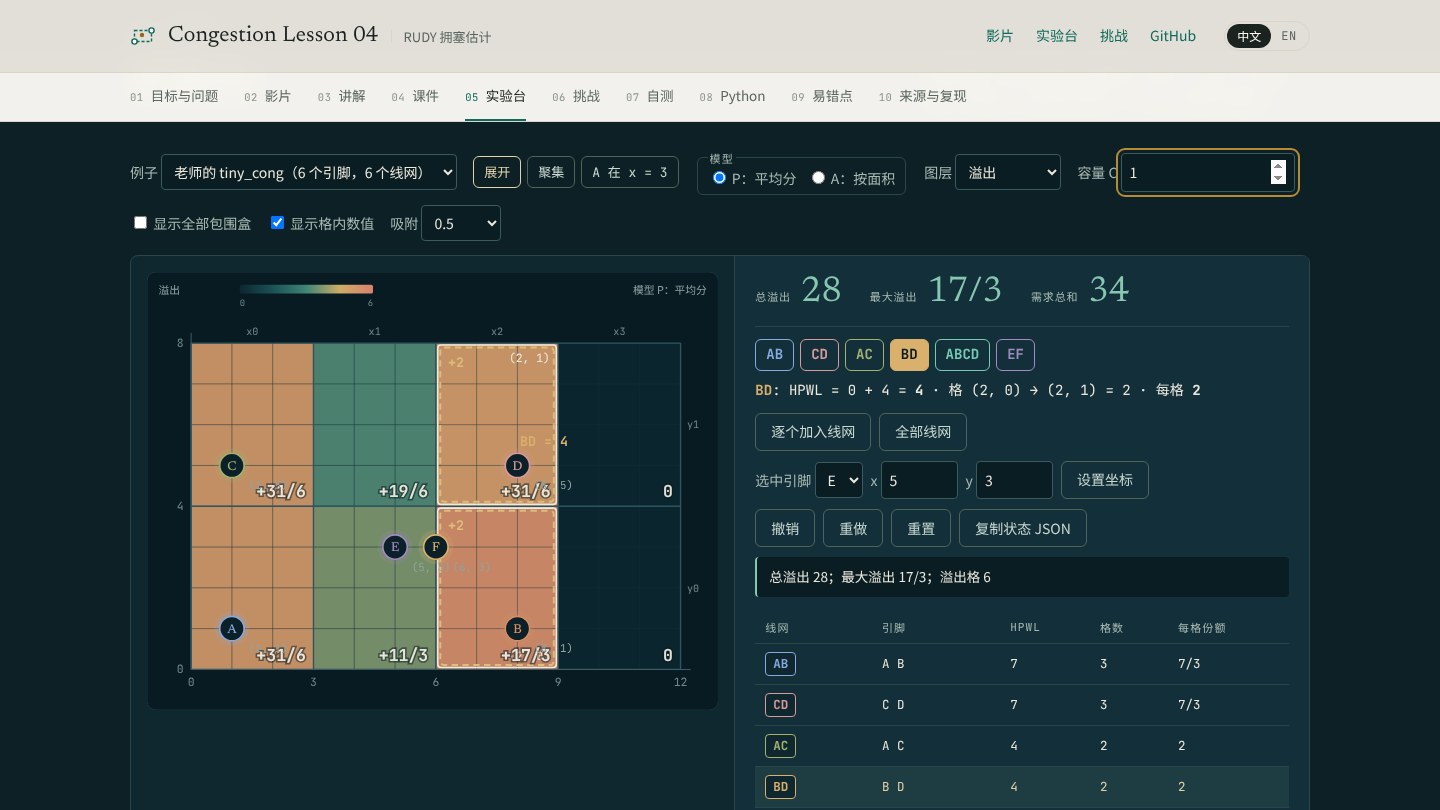 Congestion Lesson 04
RUDY 拥塞估计
影片 实验台 挑战 GitHub 中文 EN
01 目标与问题 02 影片 03 讲解 04 课件 05 实验台 06 挑战 07 自测 08 Python 09 易错点 10 来源与复现
例子 老师的 tiny_cong（6 个引脚，6 个线网） 展开 聚集 A 在 x = 3 模型 P：平均分 A：按面积 图层 溢出 容量 C 1
显示全部包围盒 显示格内数值 吸附 0.5
溢出 0 6 模型 P：平均分
x0 x1 x2 x3
8 +2 (2, 1)
y1
BD = 4
C D
+31/6 +19/6 +31/6 5) 0
4
+2
E F
y0
A B
+31/6 +11/3 +17/3 1) 0
0
0 3 6 9 12
总溢出 28 最大溢出 17/3 需求总和 34
AB CD AC BD ABCD EF
BD: HPWL = 0 + 4 = 4 · 格 (2, 0) → (2, 1) = 2 · 每格 2
逐个加入线网 全部线网
选中引脚 E x 5 y 3 设置坐标
撤销 重做 重置 复制状态 JSON
总溢出 28；最大溢出 17/3；溢出格 6
线网 引脚 HPWL 格数 每格份额
AB A B 7 3 7/3
CD C D 7 3 7/3
AC A C 4 2 2
BD B D 4 2 2